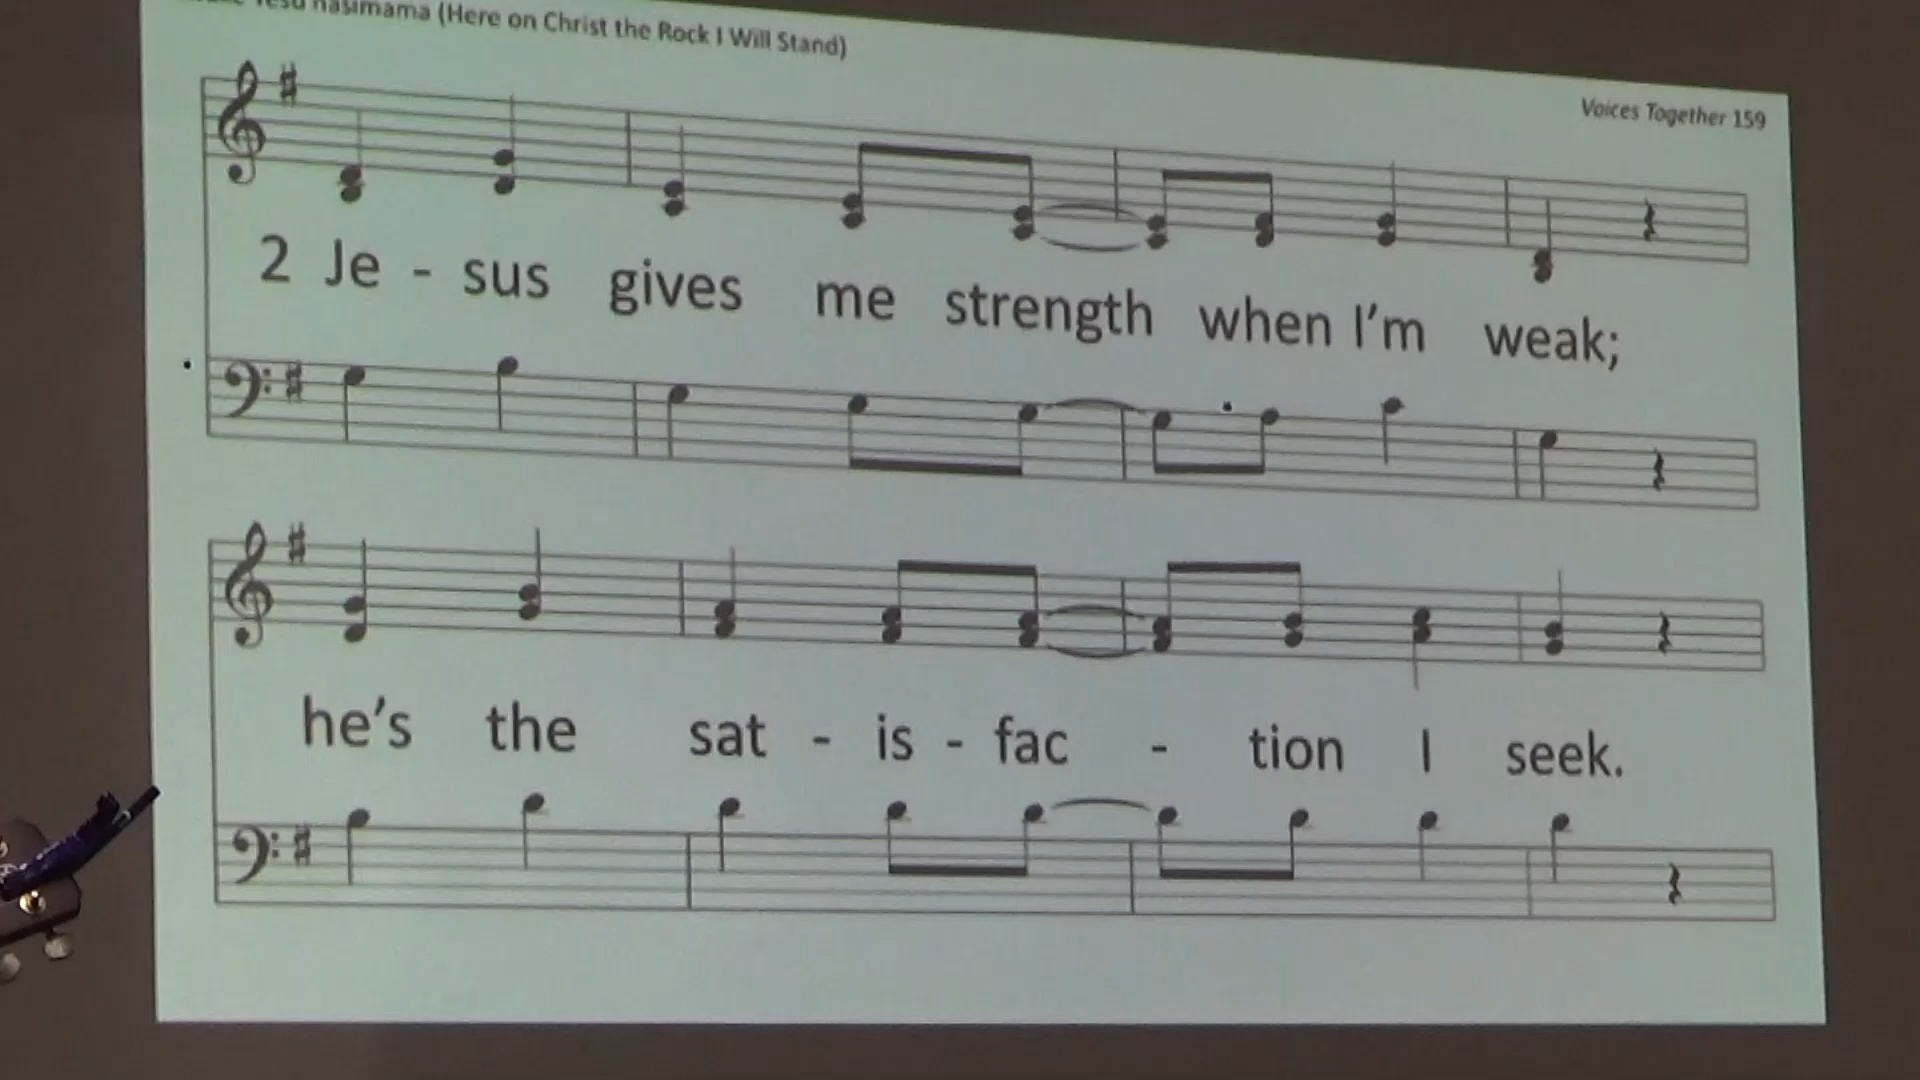 nasimama (Here on Christ the Rock I Will Stand)
Voices Together 159
2 Je - sus gives me strength when I'm weak;
he's the sat - is - fac - tion I seek.